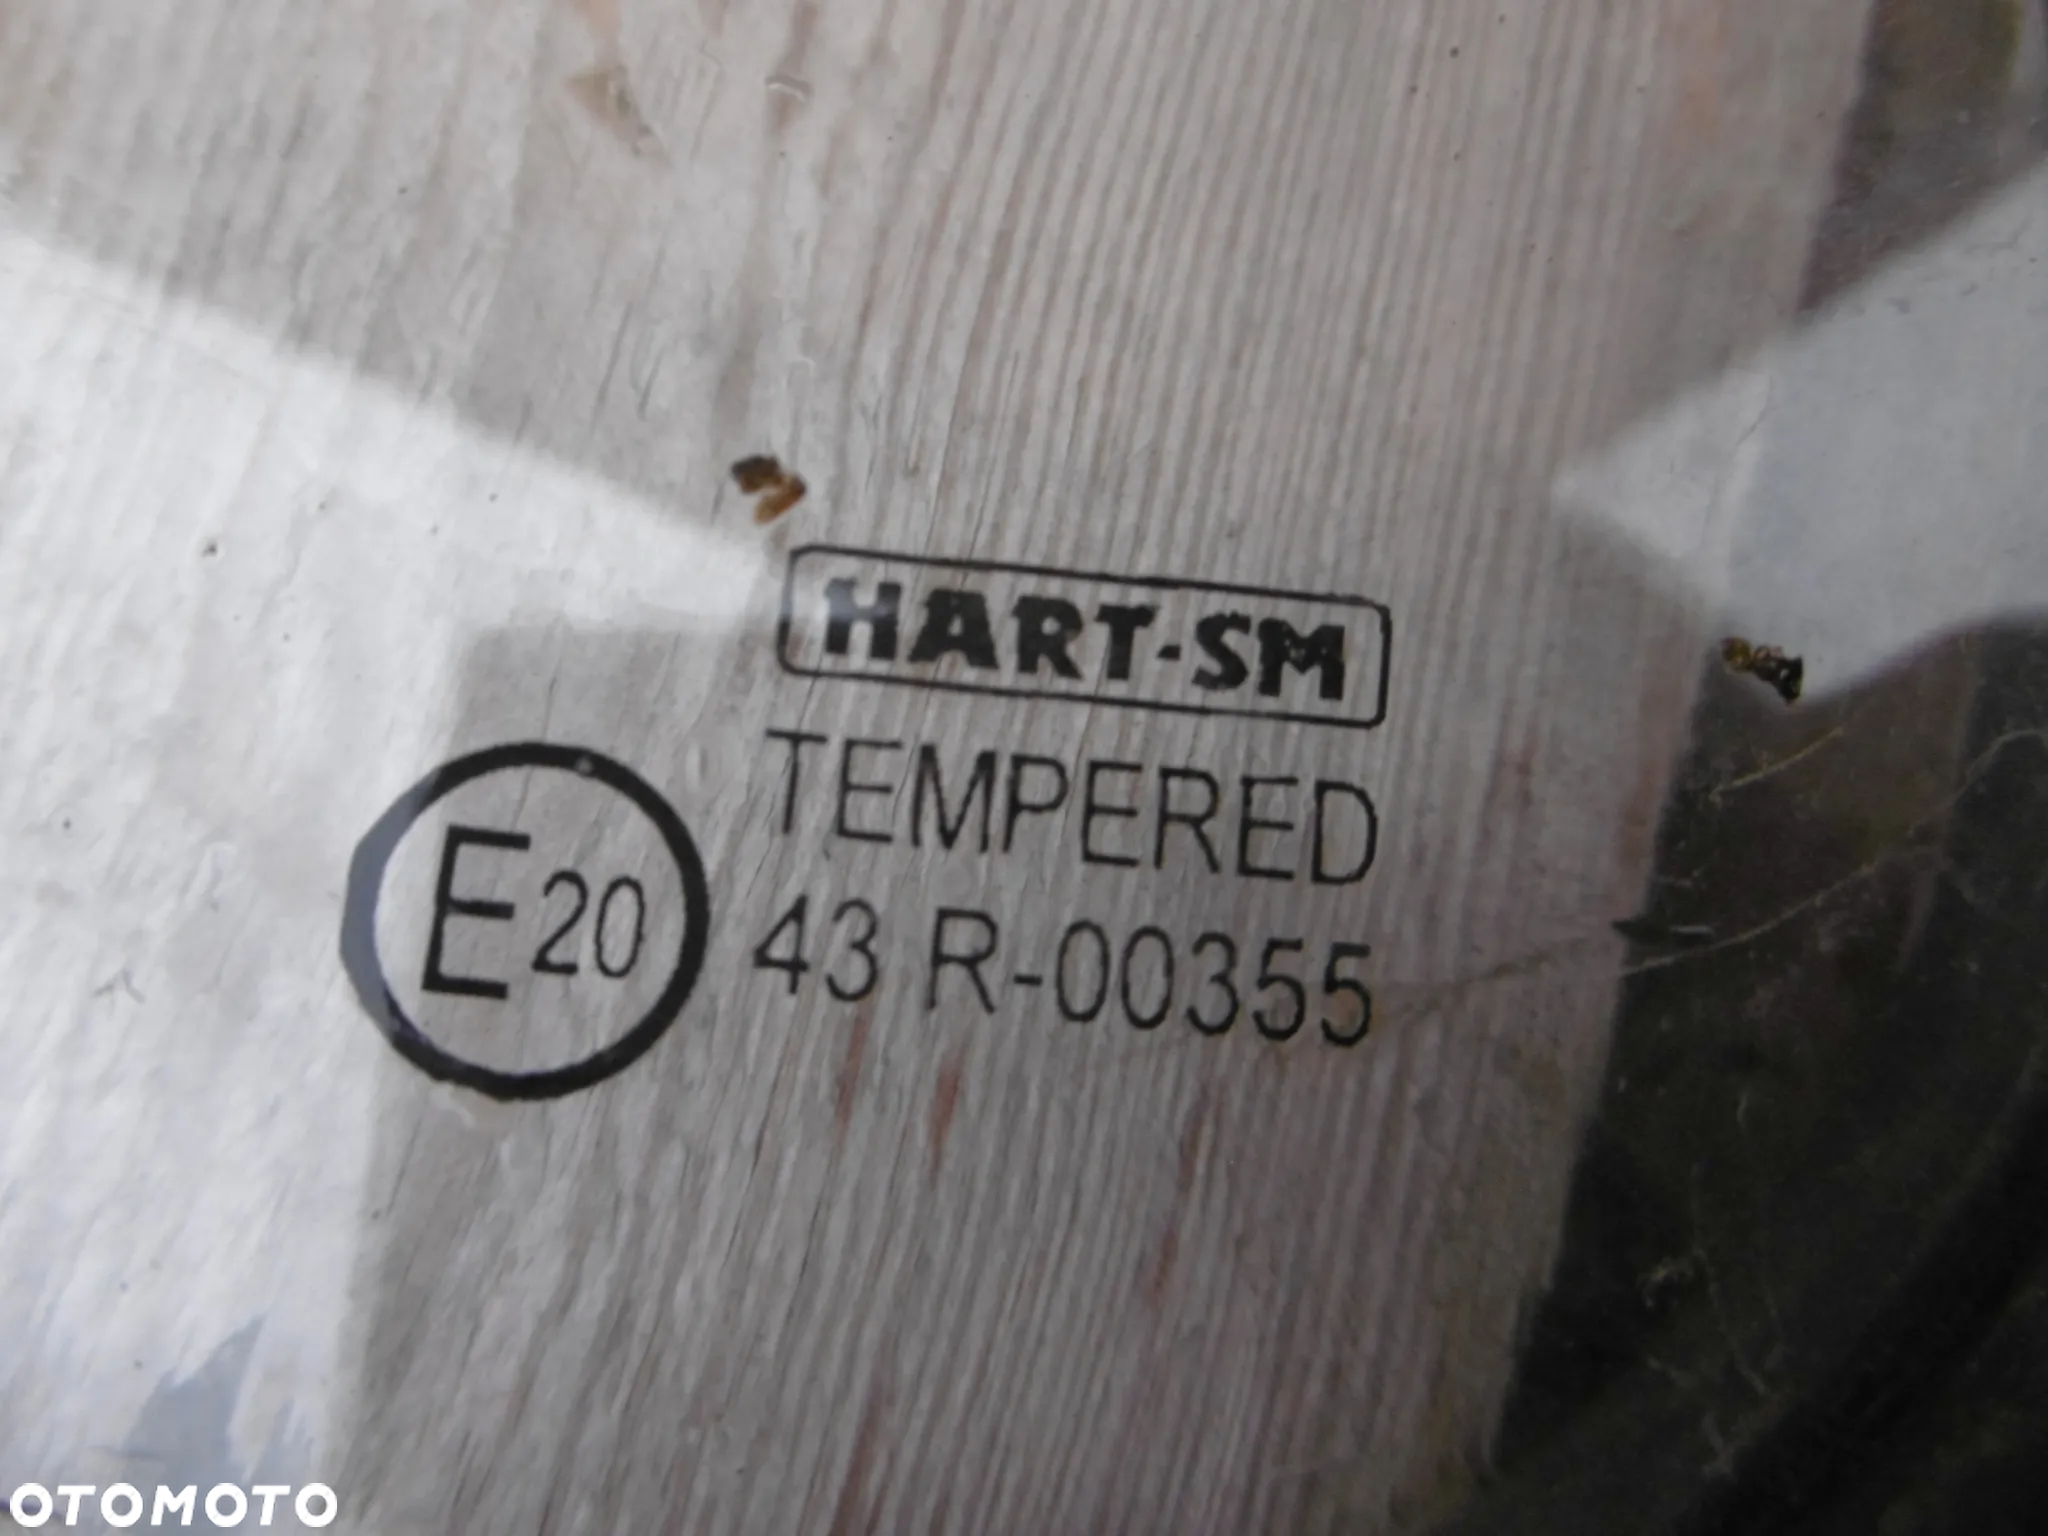 HART-SM
TEMPERED
E20
43 R-00355
OTOMOTO